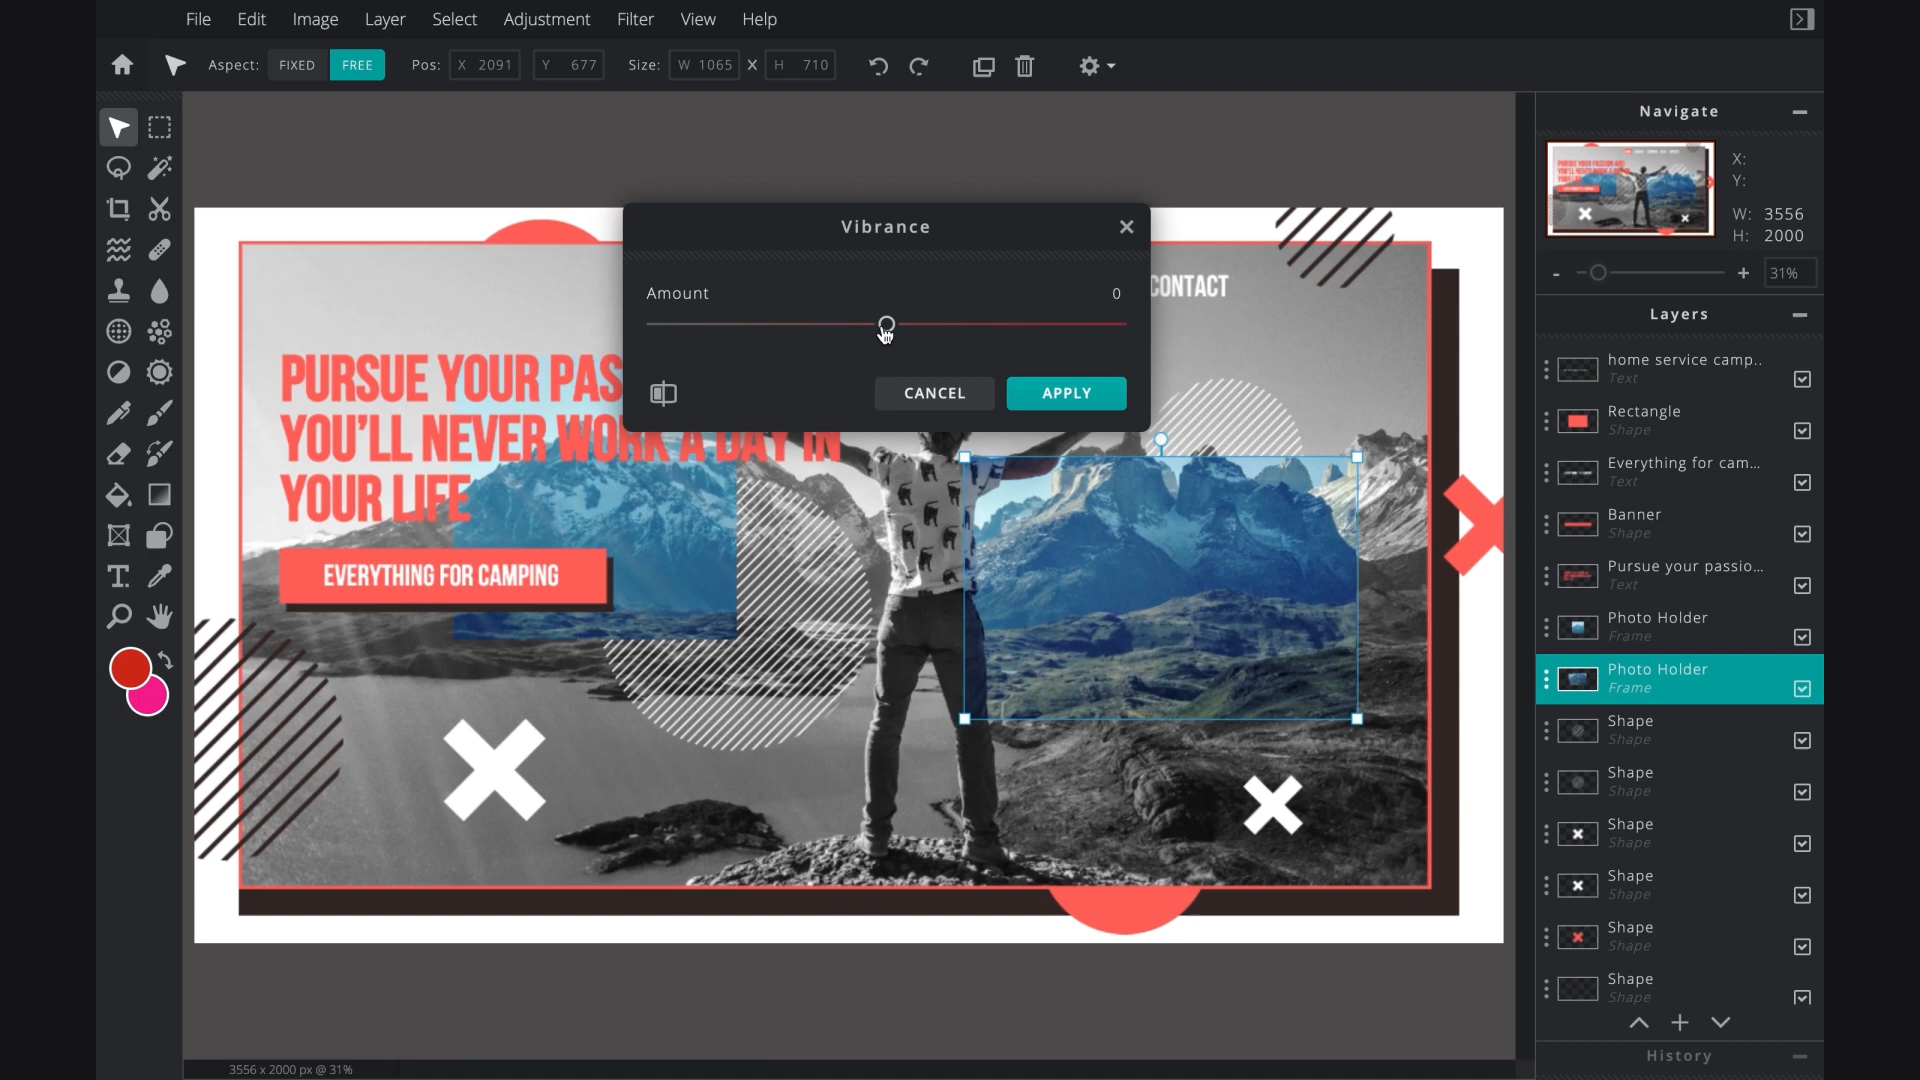 File Edit Image Layer Select Adjustment Filter View Help
Aspect: FIXED FREE Pos: X 2091 Y 677 Size: W 1065 X H 710
Navigate
X:
Y:
W: 3556
H: 2000
- + 31%
Layers
home service camp..
Text
Rectangle
Shape
Everything for cam...
Text
Banner
Shape
Pursue your passio...
Text
Photo Holder
Frame
Photo Holder
Frame
Shape
Shape
Shape
Shape
Shape
Shape
Shape
Shape
Shape
Shape
Shape
Shape
History
Vibrance
Amount 0
CANCEL APPLY
CONTACT
PURSUE YOUR PAS
YOU'LL NEVER WORK A DAY IN
YOUR LIFE
EVERYTHING FOR CAMPING
3556 x 2000 px @ 31%